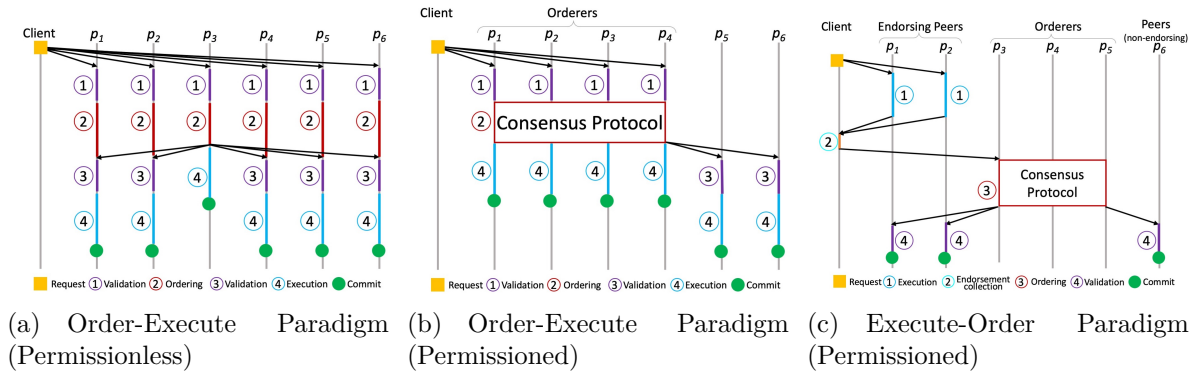 Client p1 p2 p3 p4 p5 p6
1 1 1 1 1 1
2 2 2 2 2 2
3 3 4 3 3 3
4 4 4 4 4
Request 1 Validation 2 Ordering 3 Validation 4 Execution Commit
(a) Order-Execute Paradigm
(Permissionless)
Client Orderers
p1 p2 p3 p4 p5 p6
1 1 1 1
2 Consensus Protocol
4 4 4 4 3 3
4 4
Request 1 Validation 2 Ordering 3 Validation 4 Execution Commit
(b) Order-Execute Paradigm
(Permissioned)
Client Endorsing Peers Orderers Peers
(non-endorsing)
p1 p2 p3 p4 p5 p6
1 1
2
3 Consensus
Protocol
4 4 4
Request 1 Execution 2 Endorsement
collection 3 Ordering 4 Validation Commit
(c) Execute-Order Paradigm
(Permissioned)